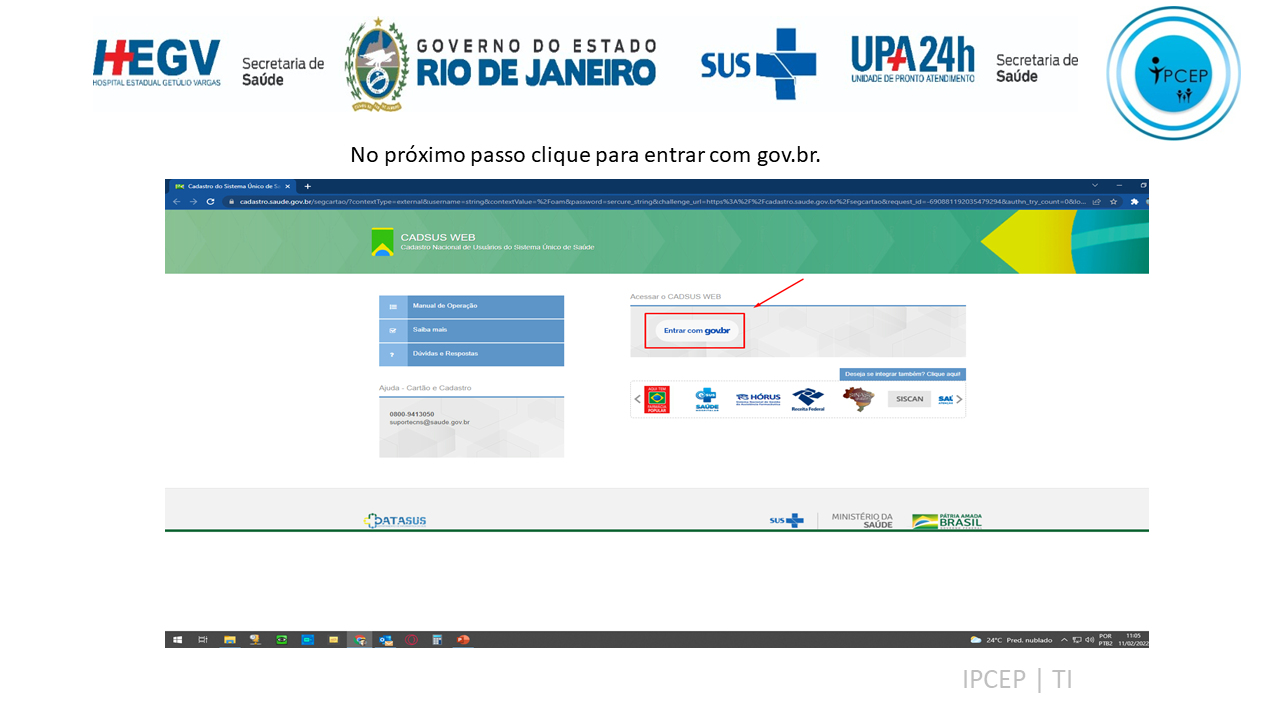 HEGV
HOSPITAL ESTADUAL GETULIO VARGAS
Secretaria de
Saúde
GOVERNO DO ESTADO
RIO DE JANEIRO
SUS
UPA 24h
UNIDADE DE PRONTO ATENDIMENTO
Secretaria de
Saúde
IPCEP
No próximo passo clique para entrar com gov.br.
Cadastro do Sistema Único de Sa
cadastro.saude.gov.br/segcartao/?contextType=external&username=string&contextValue=%2Foam&password=sercure_string&challenge_url=https%3A%2F%2Fcadastro.saude.gov.br%2Fsegcartao&request_id=-690881192035479294&authn_try_count=0&lo...
CADSUS WEB
Cadastro Nacional de Usuários do Sistema Único de Saúde
Manual de Operação
Saiba mais
Dúvidas e Respostas
Ajuda - Cartão e Cadastro
0800-9413050
suportecns@saude.gov.br
Acessar o CADSUS WEB
Entrar com gov.br
Deseja se integrar também? Clique aqui!
AQUI TEM
FARMÁCIA
POPULAR
SAÚDE
HÓRUS
Receita Federal
SISCAN
DATASUS
SUS
MINISTÉRIO DA
SAÚDE
PÁTRIA AMADA
BRASIL
24°C Pred. nublado
POR
PTB2
11:05
11/02/2022
IPCEP | TI